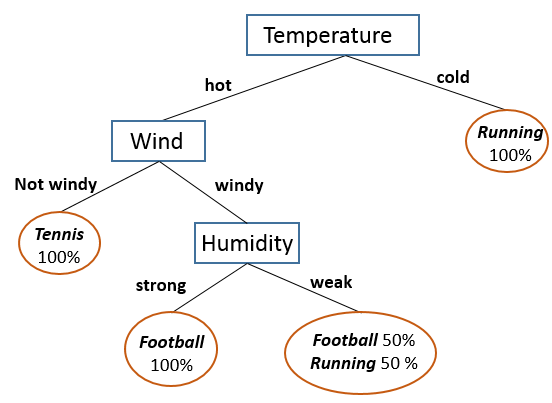 Temperature
hot
cold
Wind
Running
100%
Not windy
windy
Tennis
100%
Humidity
strong
weak
Football
100%
Football 50%
Running 50 %